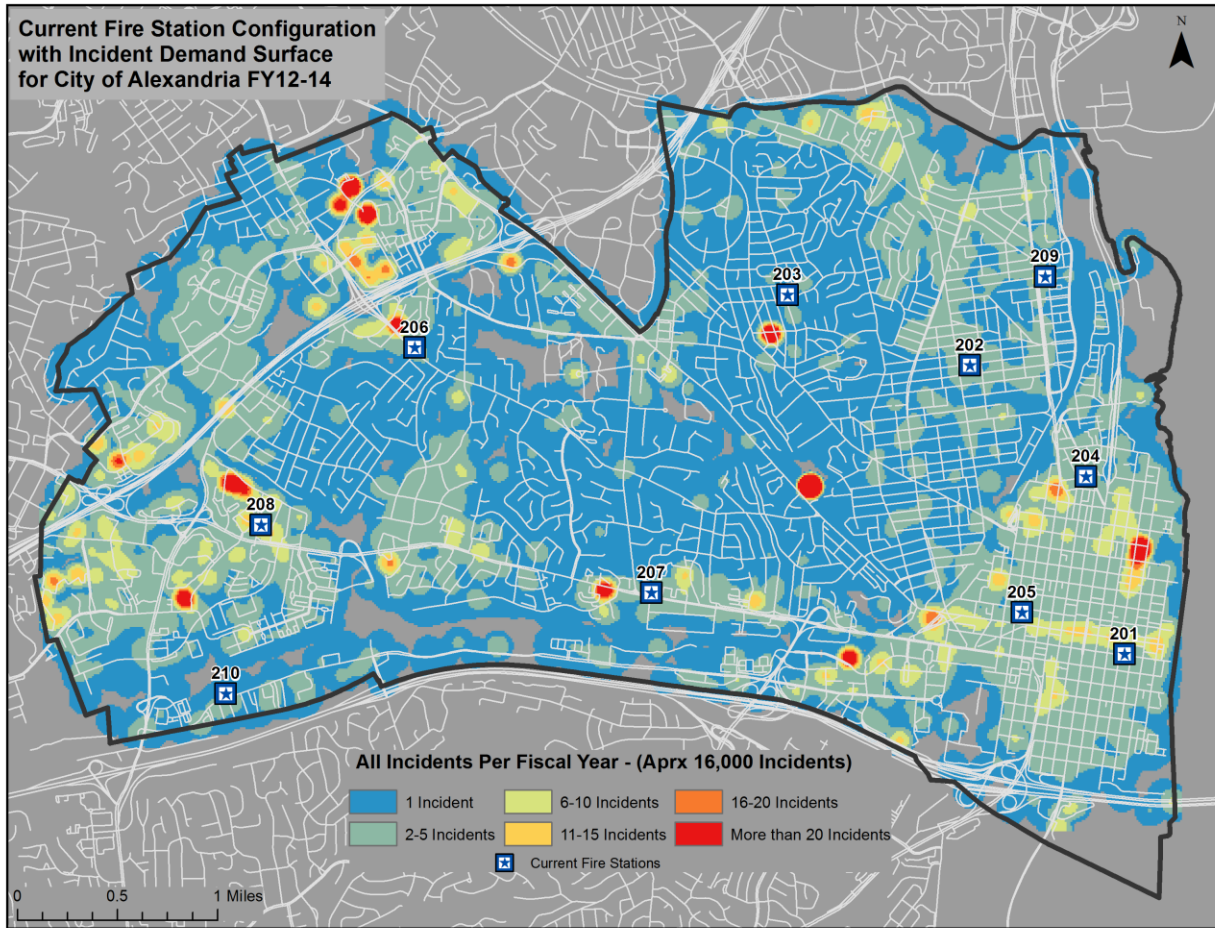 Current Fire Station Configuration
with Incident Demand Surface
for City of Alexandria FY12-14
N
203
209
206
202
204
208
207
205
201
210
All Incidents Per Fiscal Year - (Aprx 16,000 Incidents)
1 Incident
6-10 Incidents
16-20 Incidents
2-5 Incidents
11-15 Incidents
More than 20 Incidents
Current Fire Stations
0 0.5 1 Miles